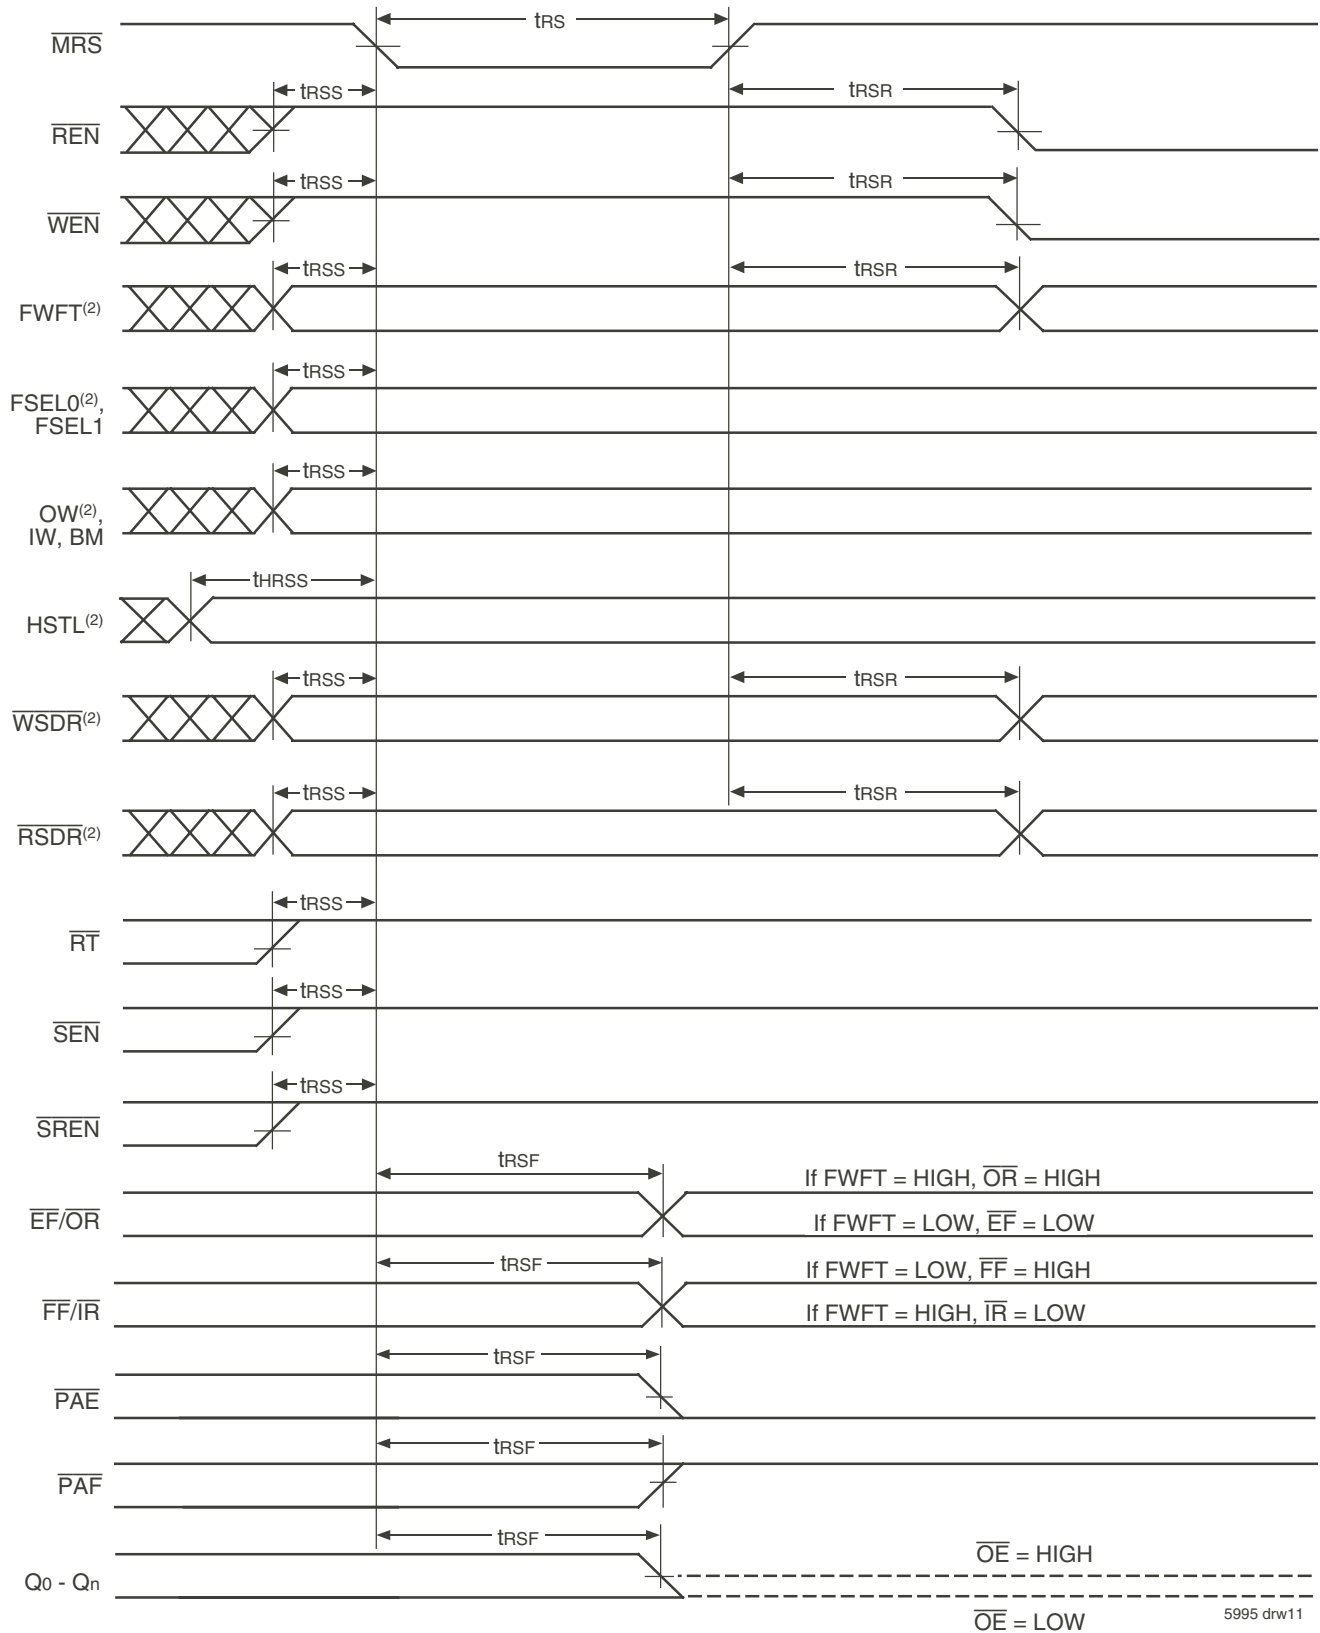 tRS
MRS
tRSS
tRSR
REN
tRSS
tRSR
WEN
tRSS
tRSR
FWFT(2)
tRSS
FSEL0(2),
FSEL1
tRSS
OW(2),
IW, BM
tHRSS
HSTL(2)
tRSS
tRSR
WSDR(2)
tRSS
tRSR
RSDR(2)
tRSS
RT
tRSS
SEN
tRSS
SREN
tRSF
If FWFT = HIGH, OR = HIGH
EF/OR
If FWFT = LOW, EF = LOW
tRSF
If FWFT = LOW, FF = HIGH
FF/IR
If FWFT = HIGH, IR = LOW
tRSF
PAE
tRSF
PAF
tRSF
OE = HIGH
Q0 - Qn
OE = LOW
5995 drw11